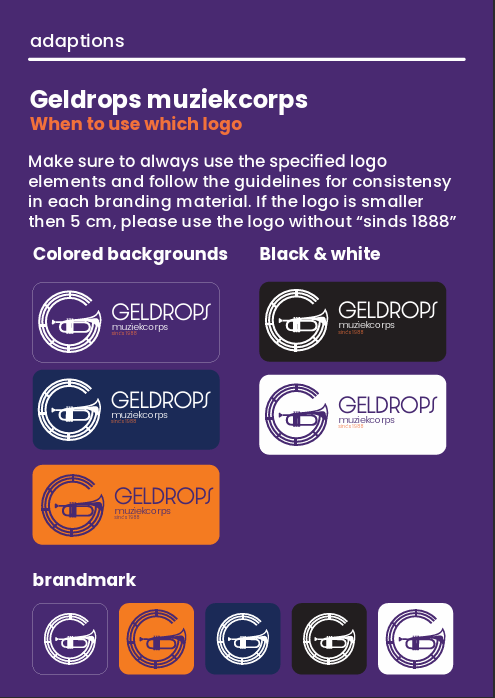 adaptions
Geldrops muziekcorps
When to use which logo
Make sure to always use the specified logo
elements and follow the guidelines for consistensy
in each branding material. If the logo is smaller
then 5 cm, please use the logo without “sinds 1888”
Colored backgrounds
Black & white
GELDROPS
muziekcorps
GELDROPS
muziekcorps
GELDROPS
muziekcorps
GELDROPS
muziekcorps
GELDROPS
muziekcorps
brandmark